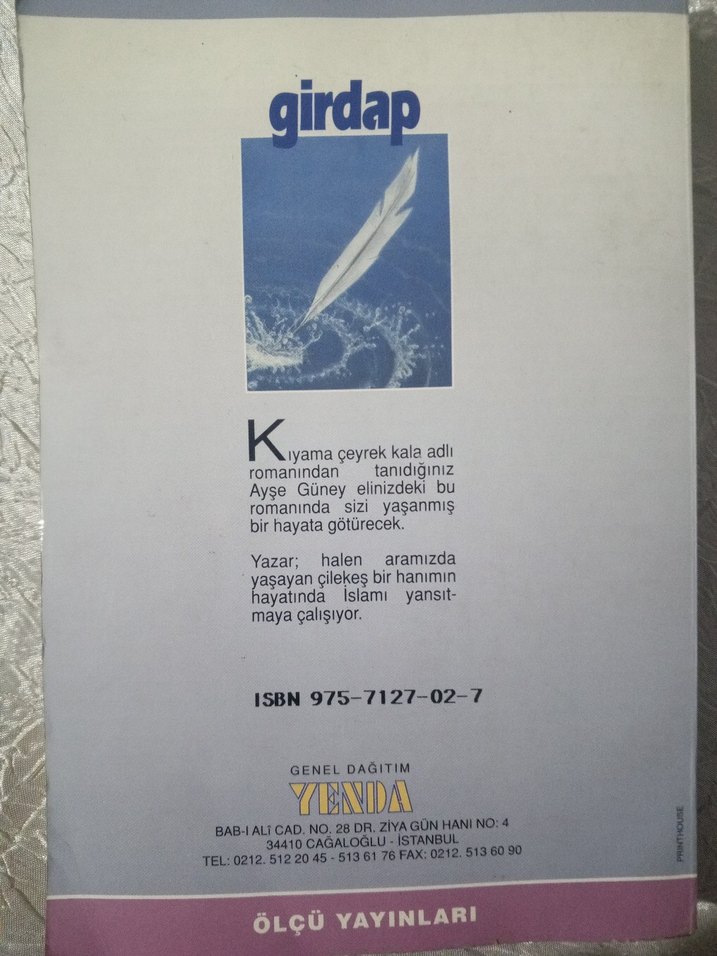 girdap
Kıyama çeyrek kala adlı
romanından tanıdığınız
Ayşe Güney elinizdeki bu
romanında sizi yaşanmış
bir hayata götürecek.
Yazar; halen aramızda
yaşayan çilekeş bir hanımın
hayatında İslamı yansıt-
maya çalışıyor.
ISBN 975-7127-02-7
GENEL DAĞITIM
YENDA
BAB-I ALİ CAD. NO. 28 DR. ZİYA GÜN HANI NO: 4
34410 CAĞALOĞLU - İSTANBUL
TEL: 0212. 512 20 45 - 513 61 76 FAX: 0212. 513 60 90
PRINTHOUSE
ÖLÇÜ YAYINLARI